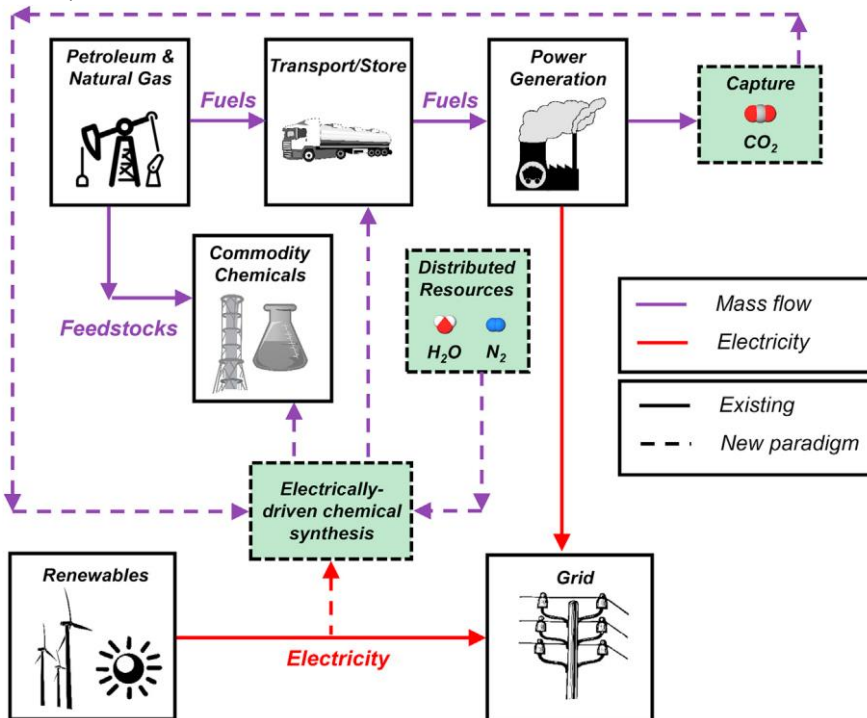 Petroleum &
Natural Gas
Fuels
Transport/Store
Fuels
Power
Generation
Capture
CO₂
Commodity
Chemicals
Feedstocks
Distributed
Resources
H₂O N₂
Mass flow
Electricity
Existing
New paradigm
Electrically-
driven chemical
synthesis
Renewables
Electricity
Grid